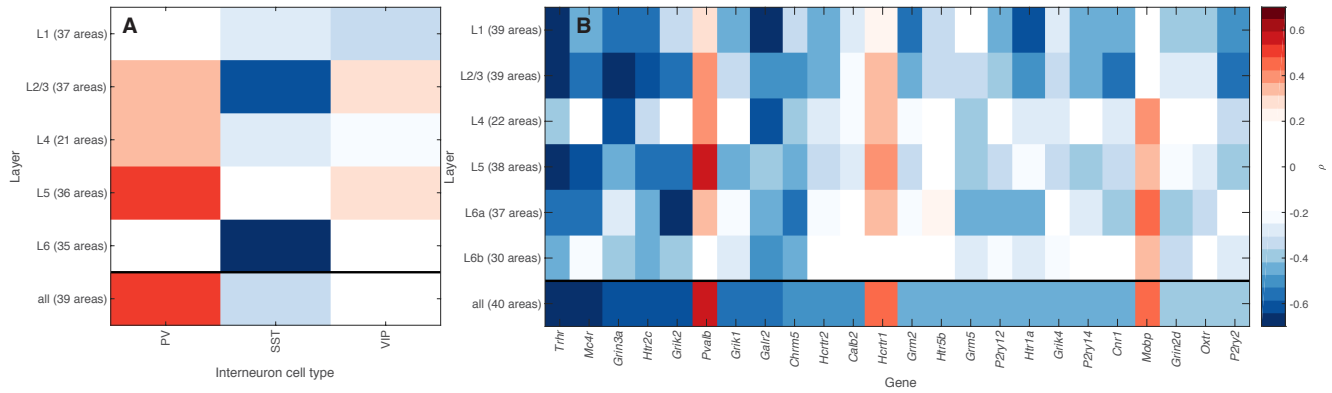 A
Layer
L1 (37 areas)
L2/3 (37 areas)
L4 (21 areas)
L5 (36 areas)
L6 (35 areas)
all (39 areas)
PV
SST
VIP
Interneuron cell type
B
Layer
L1 (39 areas)
L2/3 (39 areas)
L4 (22 areas)
L5 (38 areas)
L6a (37 areas)
L6b (30 areas)
all (40 areas)
Trhr
Mc4r
Grin3a
Htr2c
Grik2
Pvalb
Grik1
Galr2
Chrm5
Hcrtr2
Calb2
Hcrtr1
Grm2
Htr5b
Grm5
P2ry12
Htr1a
Grik4
P2ry14
Cnr1
Mobp
Grin2d
Oxtr
P2ry2
Gene
0.6
0.4
0.2
0
-0.2
-0.4
-0.6
ρ